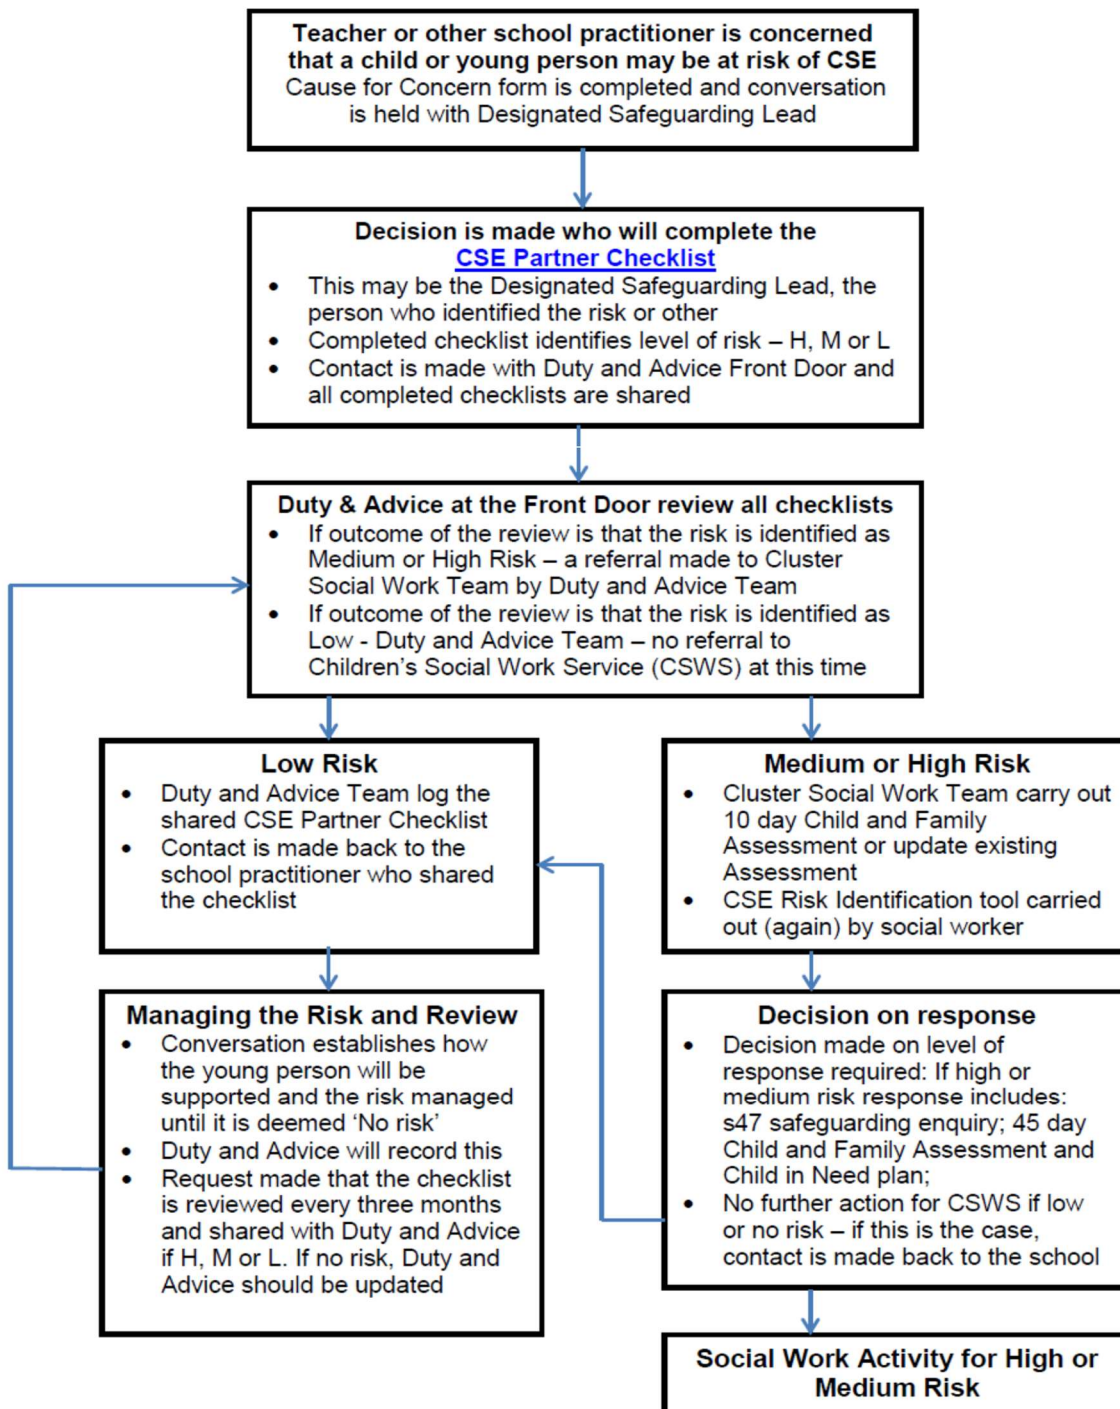 Teacher or other school practitioner is concerned
that a child or young person may be at risk of CSE
Cause for Concern form is completed and conversation
is held with Designated Safeguarding Lead
Decision is made who will complete the
CSE Partner Checklist
• This may be the Designated Safeguarding Lead, the
person who identified the risk or other
• Completed checklist identifies level of risk – H, M or L
• Contact is made with Duty and Advice Front Door and
all completed checklists are shared
Duty & Advice at the Front Door review all checklists
• If outcome of the review is that the risk is identified as
Medium or High Risk – a referral made to Cluster
Social Work Team by Duty and Advice Team
• If outcome of the review is that the risk is identified as
Low - Duty and Advice Team – no referral to
Children's Social Work Service (CSWS) at this time
Low Risk
• Duty and Advice Team log the
shared CSE Partner Checklist
• Contact is made back to the
school practitioner who shared
the checklist
Medium or High Risk
• Cluster Social Work Team carry out
10 day Child and Family
Assessment or update existing
Assessment
• CSE Risk Identification tool carried
out (again) by social worker
Managing the Risk and Review
• Conversation establishes how
the young person will be
supported and the risk managed
until it is deemed 'No risk'
• Duty and Advice will record this
• Request made that the checklist
is reviewed every three months
and shared with Duty and Advice
if H, M or L. If no risk, Duty and
Advice should be updated
Decision on response
• Decision made on level of
response required: If high or
medium risk response includes:
s47 safeguarding enquiry; 45 day
Child and Family Assessment and
Child in Need plan;
• No further action for CSWS if low
or no risk – if this is the case,
contact is made back to the school
Social Work Activity for High or
Medium Risk